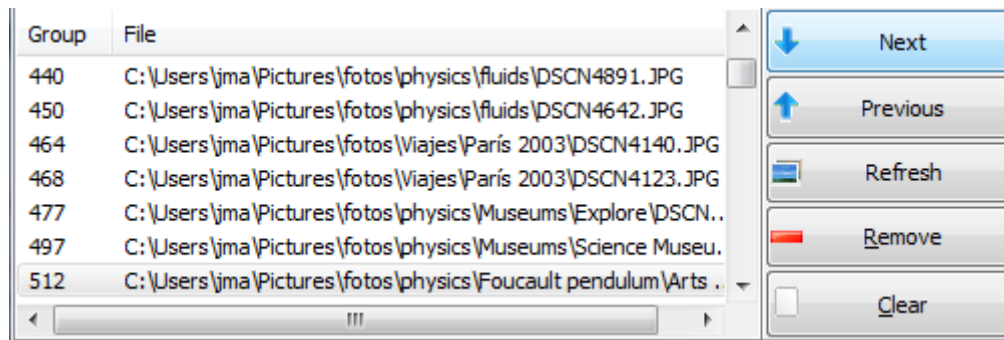 Group File
440 C:\Users\jma\Pictures\fotos\physics\fluids\DSCN4891.JPG
450 C:\Users\jma\Pictures\fotos\physics\fluids\DSCN4642.JPG
464 C:\Users\jma\Pictures\fotos\Viajes\París 2003\DSCN4140.JPG
468 C:\Users\jma\Pictures\fotos\Viajes\París 2003\DSCN4123.JPG
477 C:\Users\jma\Pictures\fotos\physics\Museums\Explore\DSCN..
497 C:\Users\jma\Pictures\fotos\physics\Museums\Science Museu.
512 C:\Users\jma\Pictures\fotos\physics\Foucault pendulum\Arts .
Next
Previous
Refresh
Remove
Clear